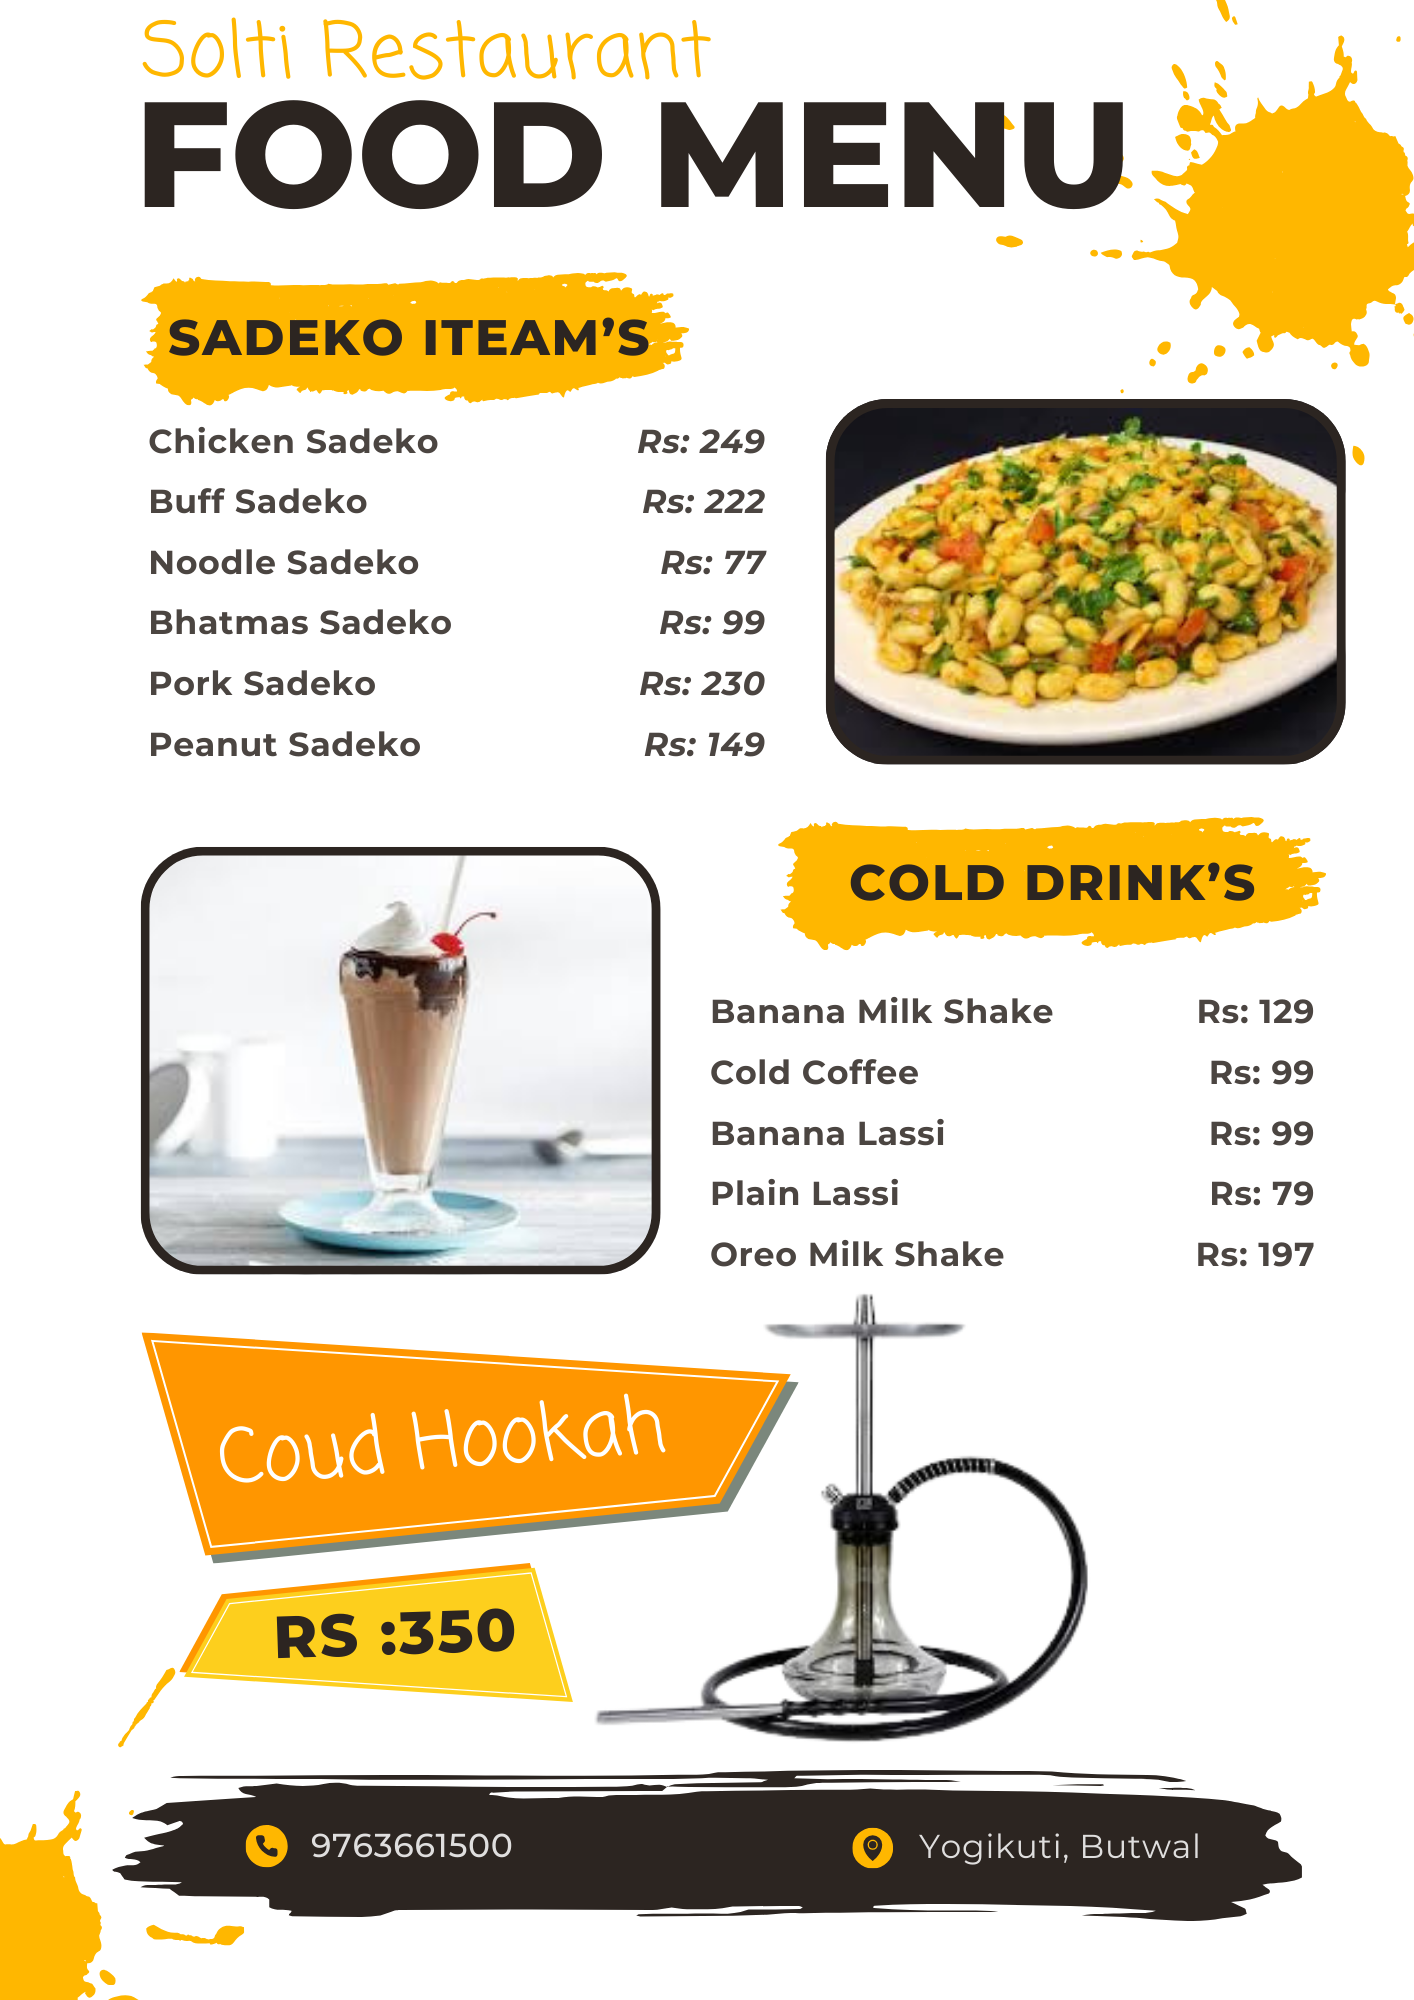 Solti Restaurant
FOOD MENU
SADEKO ITEAM’S
Chicken Sadeko Rs: 249
Buff Sadeko Rs: 222
Noodle Sadeko Rs: 77
Bhatmas Sadeko Rs: 99
Pork Sadeko Rs: 230
Peanut Sadeko Rs: 149
COLD DRINK’S
Banana Milk Shake Rs: 129
Cold Coffee Rs: 99
Banana Lassi Rs: 99
Plain Lassi Rs: 79
Oreo Milk Shake Rs: 197
Coud Hookah
RS :350
9763661500
Yogikuti, Butwal